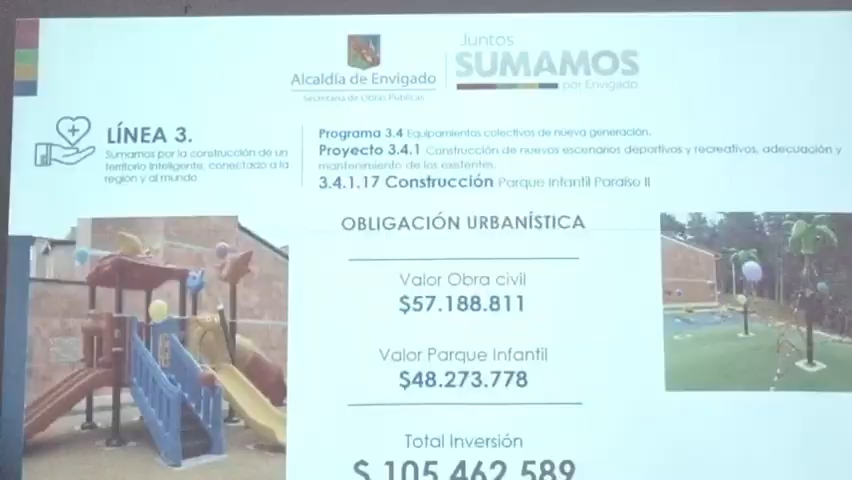 Alcaldía de Envigado
Secretaría de Obras Públicas
Juntos
SUMAMOS
por Envigado
LÍNEA 3.
Sumamos por la construcción de un
territorio inteligente, conectado a la
región y al mundo.
Programa 3.4 Equipamientos colectivos de nueva generación.
Proyecto 3.4.1 Construcción de nuevos escenarios deportivos y recreativos, adecuación y
mantenimiento de los existentes.
3.4.1.17 Construcción Parque Infantil Paraíso II
OBLIGACIÓN URBANÍSTICA
Valor Obra civil
$57.188.811
Valor Parque Infantil
$48.273.778
Total Inversión
$ 105.462.589